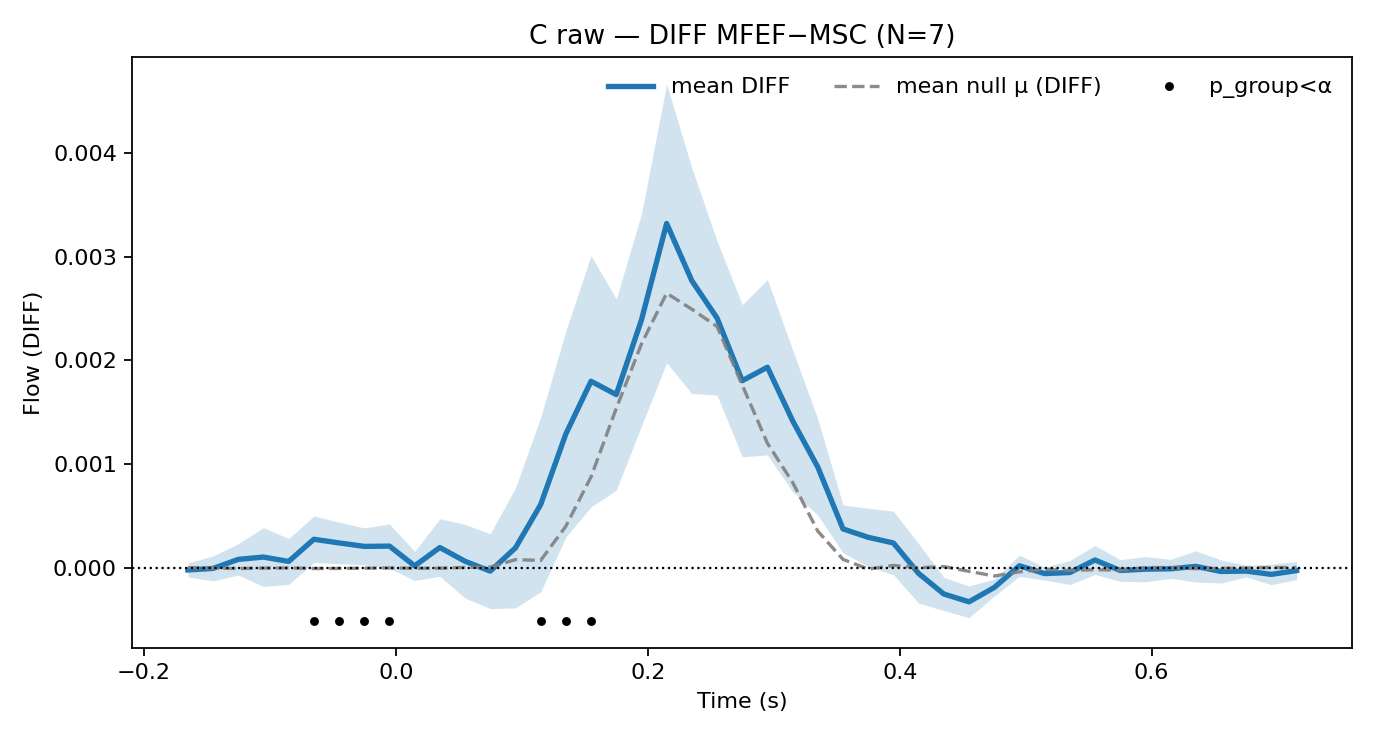 C raw — DIFF MFEF−MSC (N=7)
mean DIFF
mean null μ (DIFF)
p_group<α
0.004
0.003
0.002
0.001
0.000
Flow (DIFF)
−0.2
0.0
0.2
0.4
0.6
Time (s)